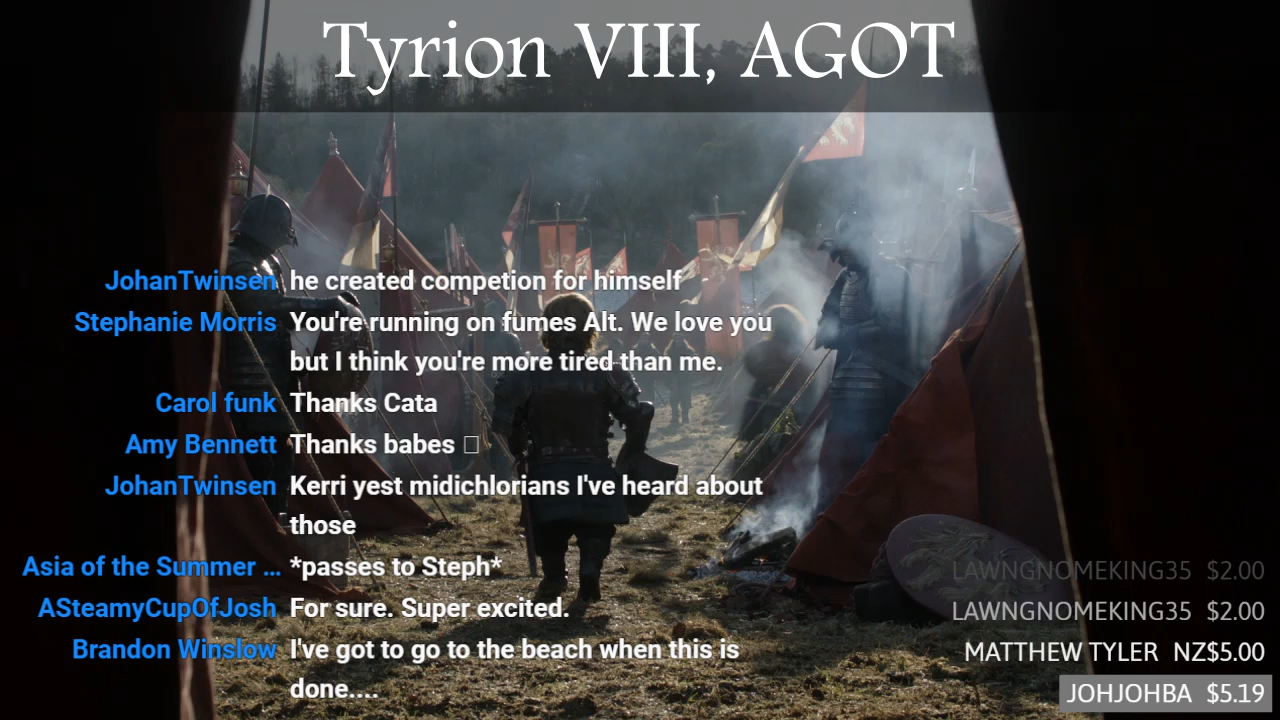 Tyrion VIII, AGOT
JohanTwinsen he created competion for himself
Stephanie Morris You're running on fumes Alt. We love you
but I think you're more tired than me.
Carol funk Thanks Cata
Amy Bennett Thanks babes
JohanTwinsen Kerri yest midichlorians I've heard about
those
Asia of the Summer ... *passes to Steph*
ASteamyCupOfJosh For sure. Super excited.
Brandon Winslow I've got to go to the beach when this is
done....
LAWNGNOMEKING35 $2.00
LAWNGNOMEKING35 $2.00
MATTHEW TYLER NZ$5.00
JOHJOHBA $5.19